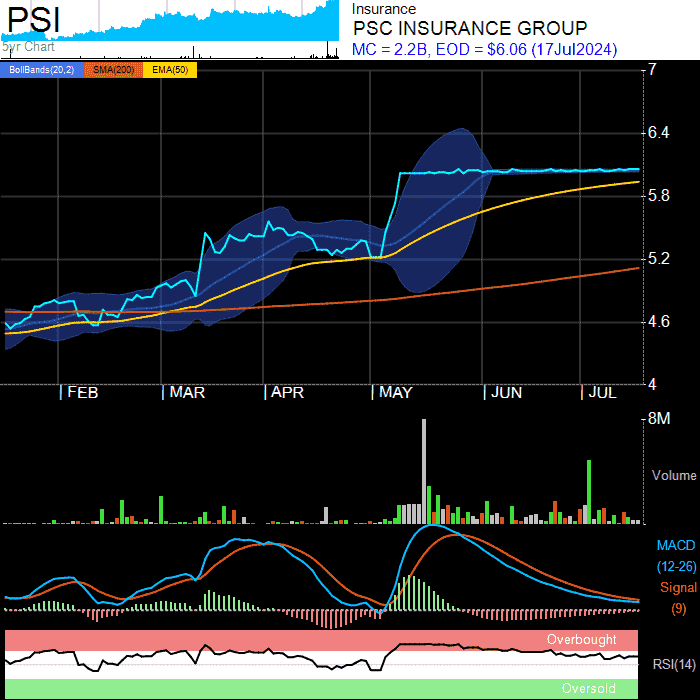 PSI
5yr Chart
Insurance
PSC INSURANCE GROUP
MC = 2.2B, EOD = $6.06 (17Jul2024)
BollBands(20,2) SMA(200) EMA(50)
7
6.4
5.8
5.2
4.6
4
FEB MAR APR MAY JUN JUL
8M
Volume
MACD
(12-26)
Signal
(9)
Overbought
RSI(14)
Oversold